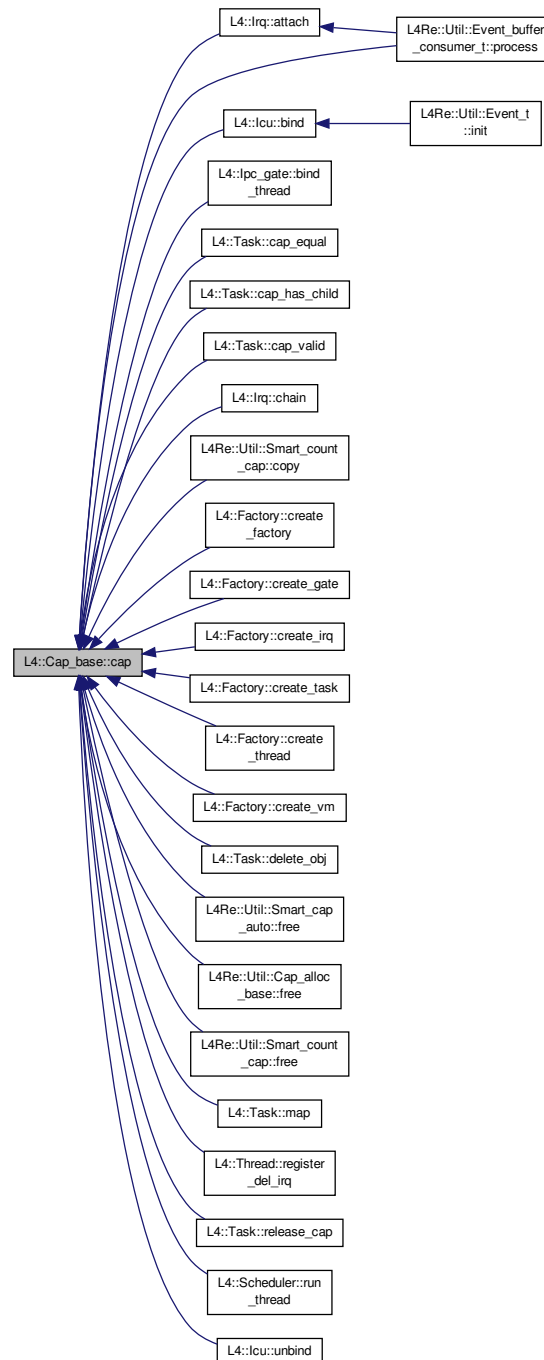 L4::Irq::attach
L4Re::Util::Event_buffer
_consumer_t::process
L4::Icu::bind
L4Re::Util::Event_t
::init
L4::Ipc_gate::bind
_thread
L4::Task::cap_equal
L4::Task::cap_has_child
L4::Task::cap_valid
L4::Irq::chain
L4Re::Util::Smart_count
_cap::copy
L4::Factory::create
_factory
L4::Factory::create_gate
L4::Factory::create_irq
L4::Cap_base::cap
L4::Factory::create_task
L4::Factory::create
_thread
L4::Factory::create_vm
L4::Task::delete_obj
L4Re::Util::Smart_cap
_auto::free
L4Re::Util::Cap_alloc
_base::free
L4Re::Util::Smart_count
_cap::free
L4::Task::map
L4::Thread::register
_del_irq
L4::Task::release_cap
L4::Scheduler::run
_thread
L4::Icu::unbind